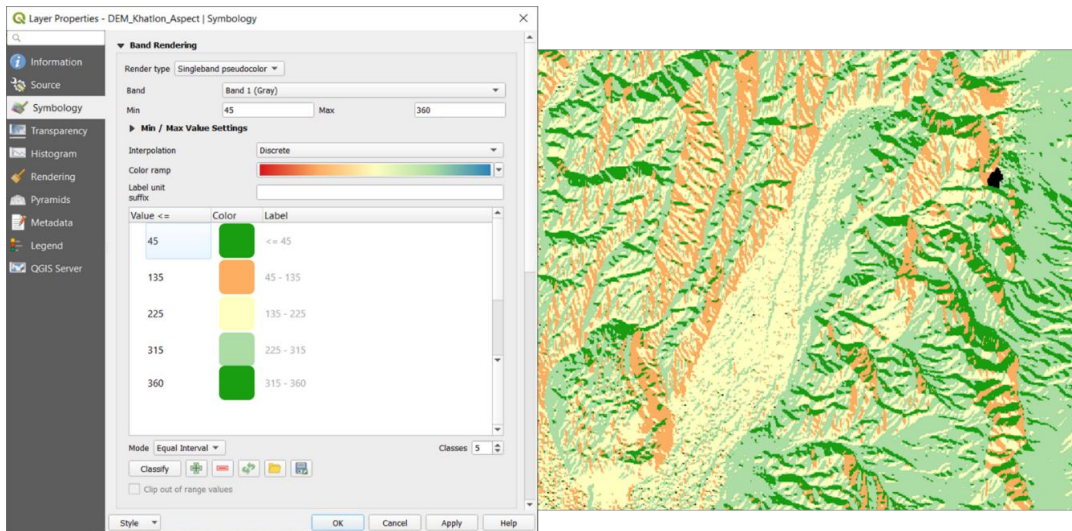 Layer Properties - DEM_Khatlon_Aspect | Symbology
Information
Source
Symbology
Transparency
Histogram
Rendering
Pyramids
Metadata
Legend
QGIS Server
Band Rendering
Render type Singleband pseudocolor
Band Band 1 (Gray)
Min 45 Max 360
Min / Max Value Settings
Interpolation Discrete
Color ramp
Label unit
suffix
Value <= Color Label
45 <= 45
135 45 - 135
225 135 - 225
315 225 - 315
360 315 - 360
Mode Equal Interval Classes 5
Classify
Clip out of range values
Style OK Cancel Apply Help